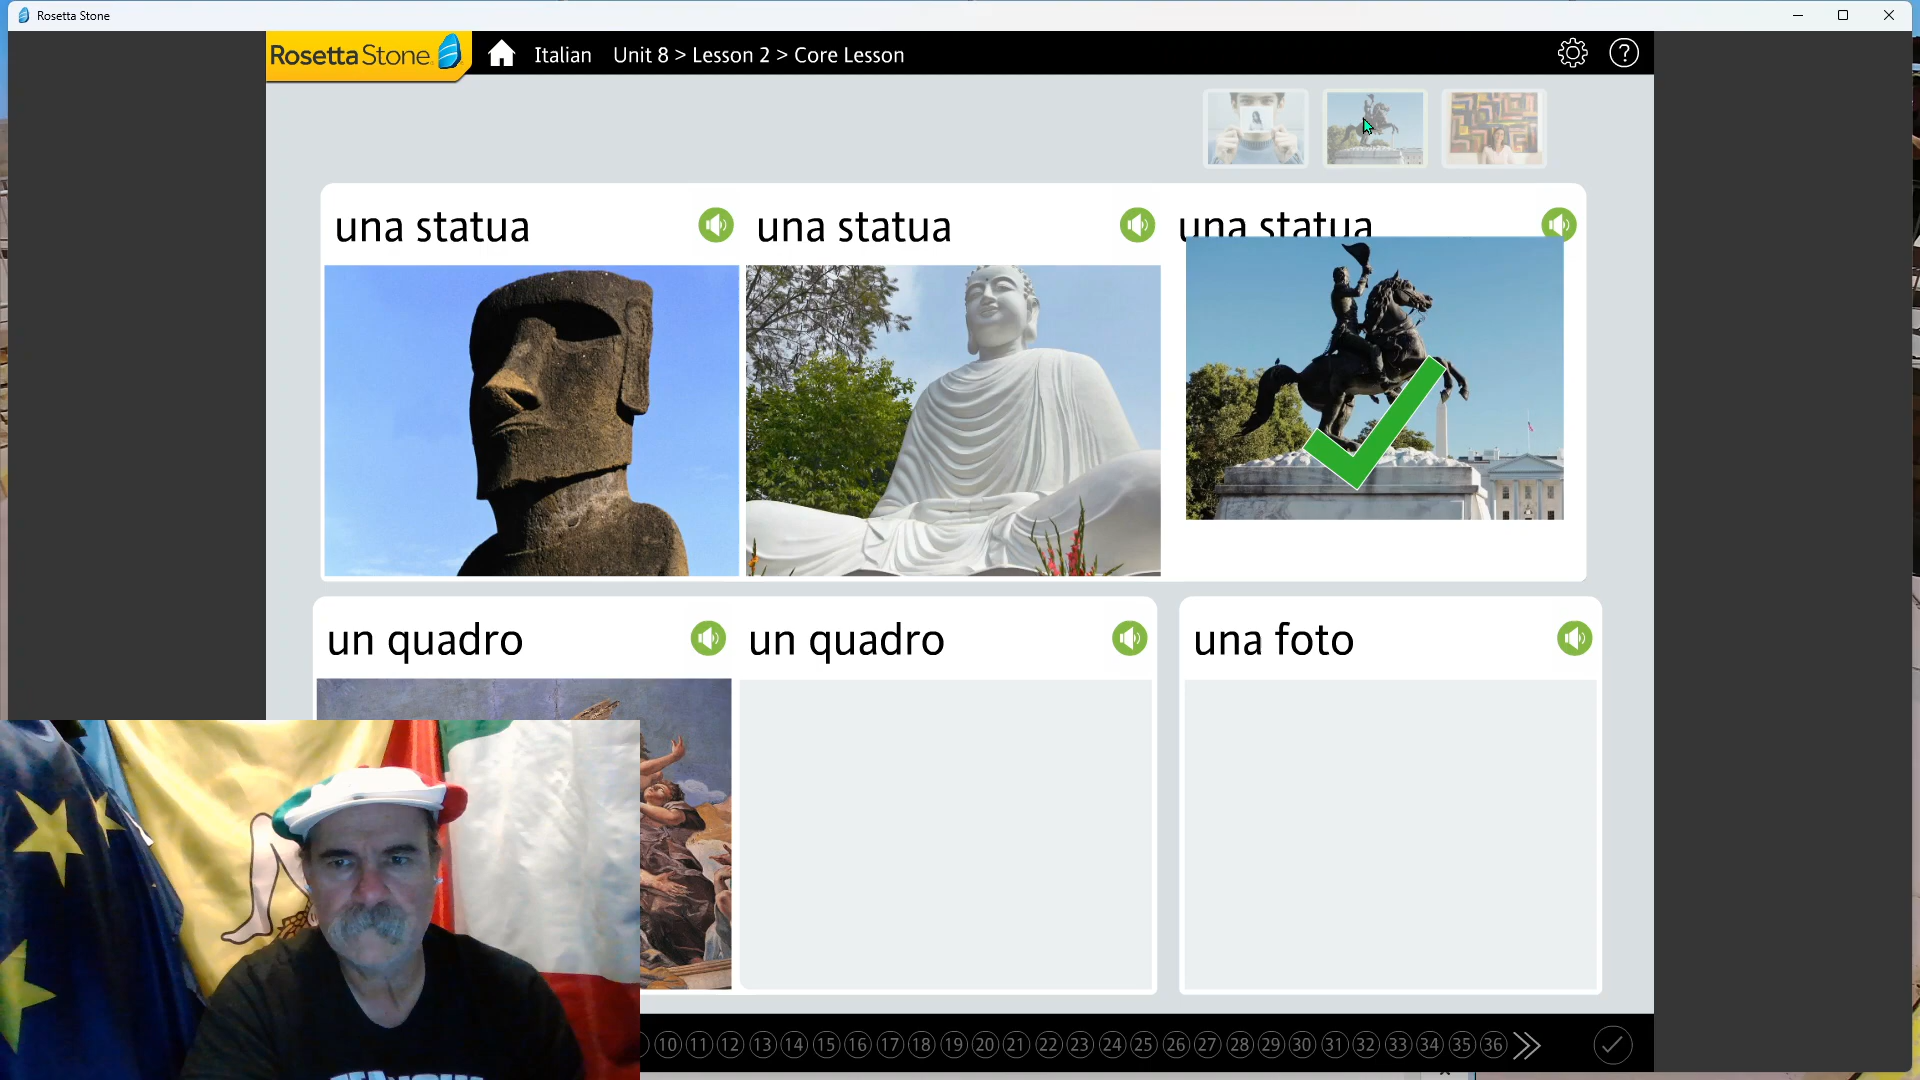 Rosetta Stone
RosettaStone Italian Unit 8 > Lesson 2 > Core Lesson ?
una statua una statua una statua
un quadro un quadro una foto
10 11 12 13 14 15 16 17 18 19 20 21 22 23 24 25 26 27 28 29 30 31 32 33 34 35 36